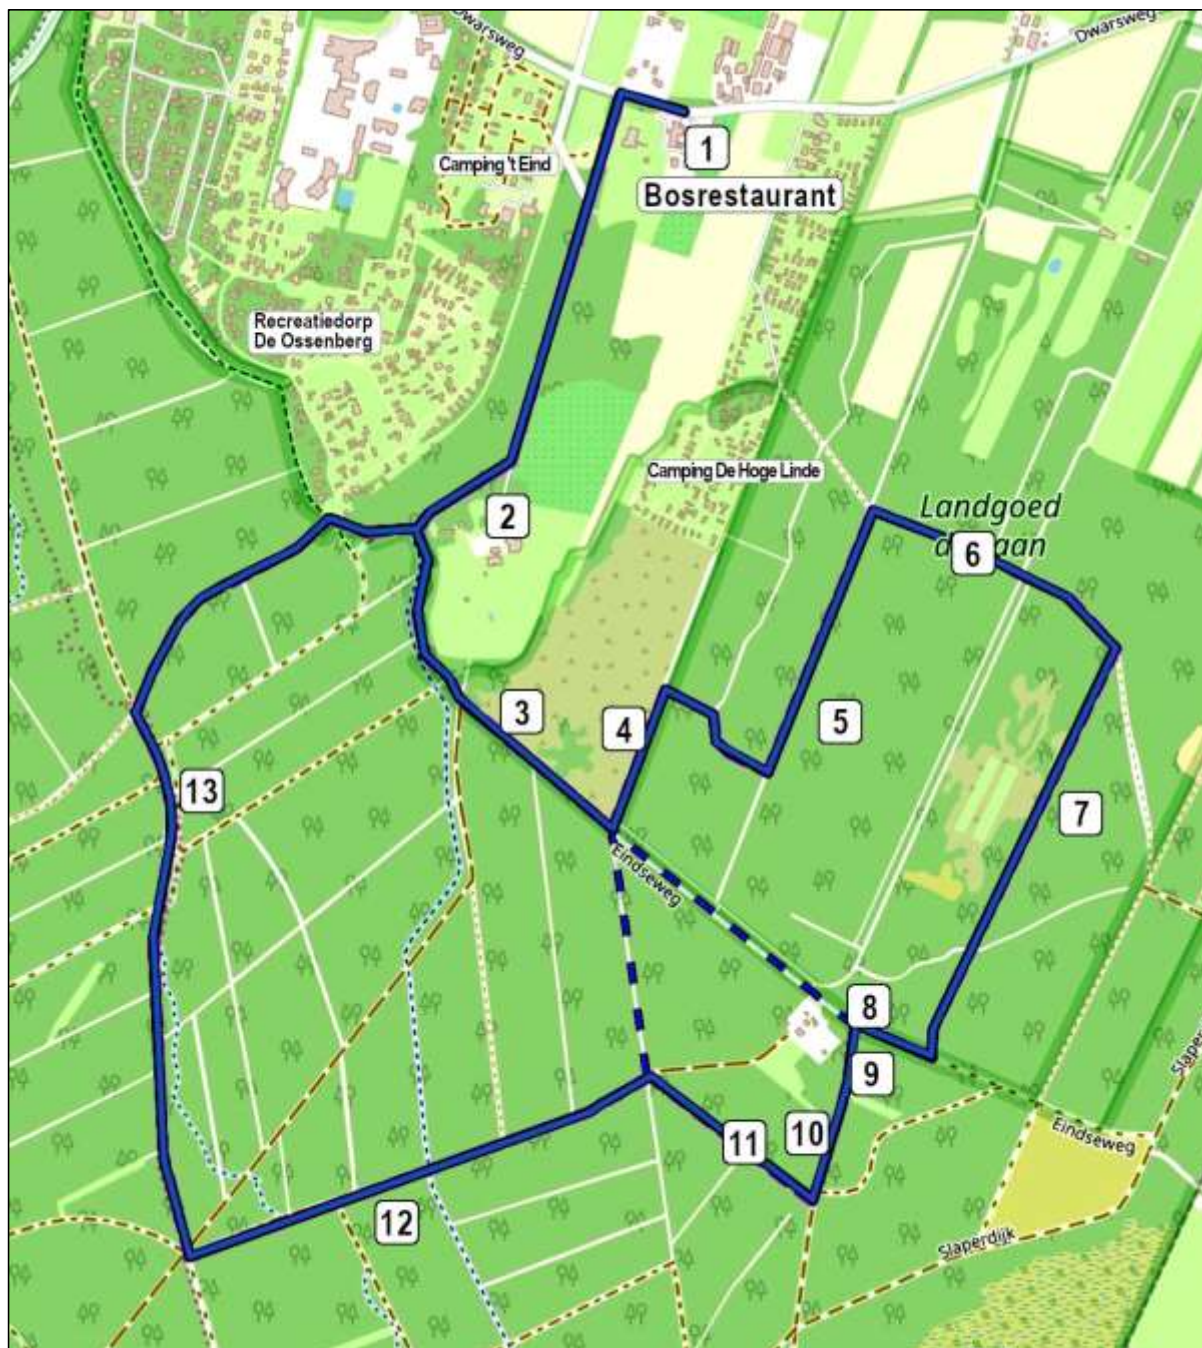 Dwarsweg
Dwarsweg
1
Camping 't Eind
Bosrestaurant
Recreatiedorp
De Ossenberg
Camping De Hoge Linde
2
Landgoed
6
3
4
5
13
7
Eindseweg
8
9
10
11
Eindseweg
12
Slaperdijk